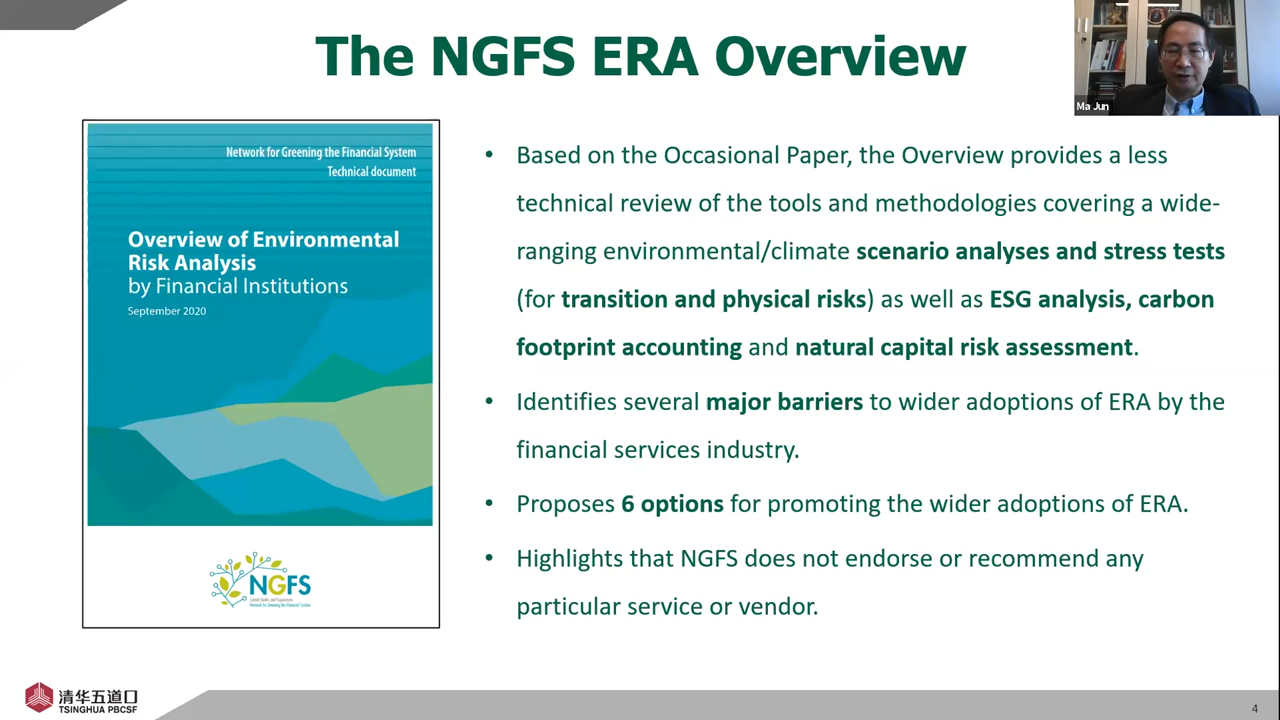 The NGFS ERA Overview
Ma Jun
Network for Greening the Financial System
Technical document
Overview of Environmental
Risk Analysis
by Financial Institutions
September 2020
NGFS
• Based on the Occasional Paper, the Overview provides a less
technical review of the tools and methodologies covering a wide-
ranging environmental/climate scenario analyses and stress tests
(for transition and physical risks) as well as ESG analysis, carbon
footprint accounting and natural capital risk assessment.
• Identifies several major barriers to wider adoptions of ERA by the
financial services industry.
• Proposes 6 options for promoting the wider adoptions of ERA.
• Highlights that NGFS does not endorse or recommend any
particular service or vendor.
清华五道口
TSINGHUA PBCSF
4